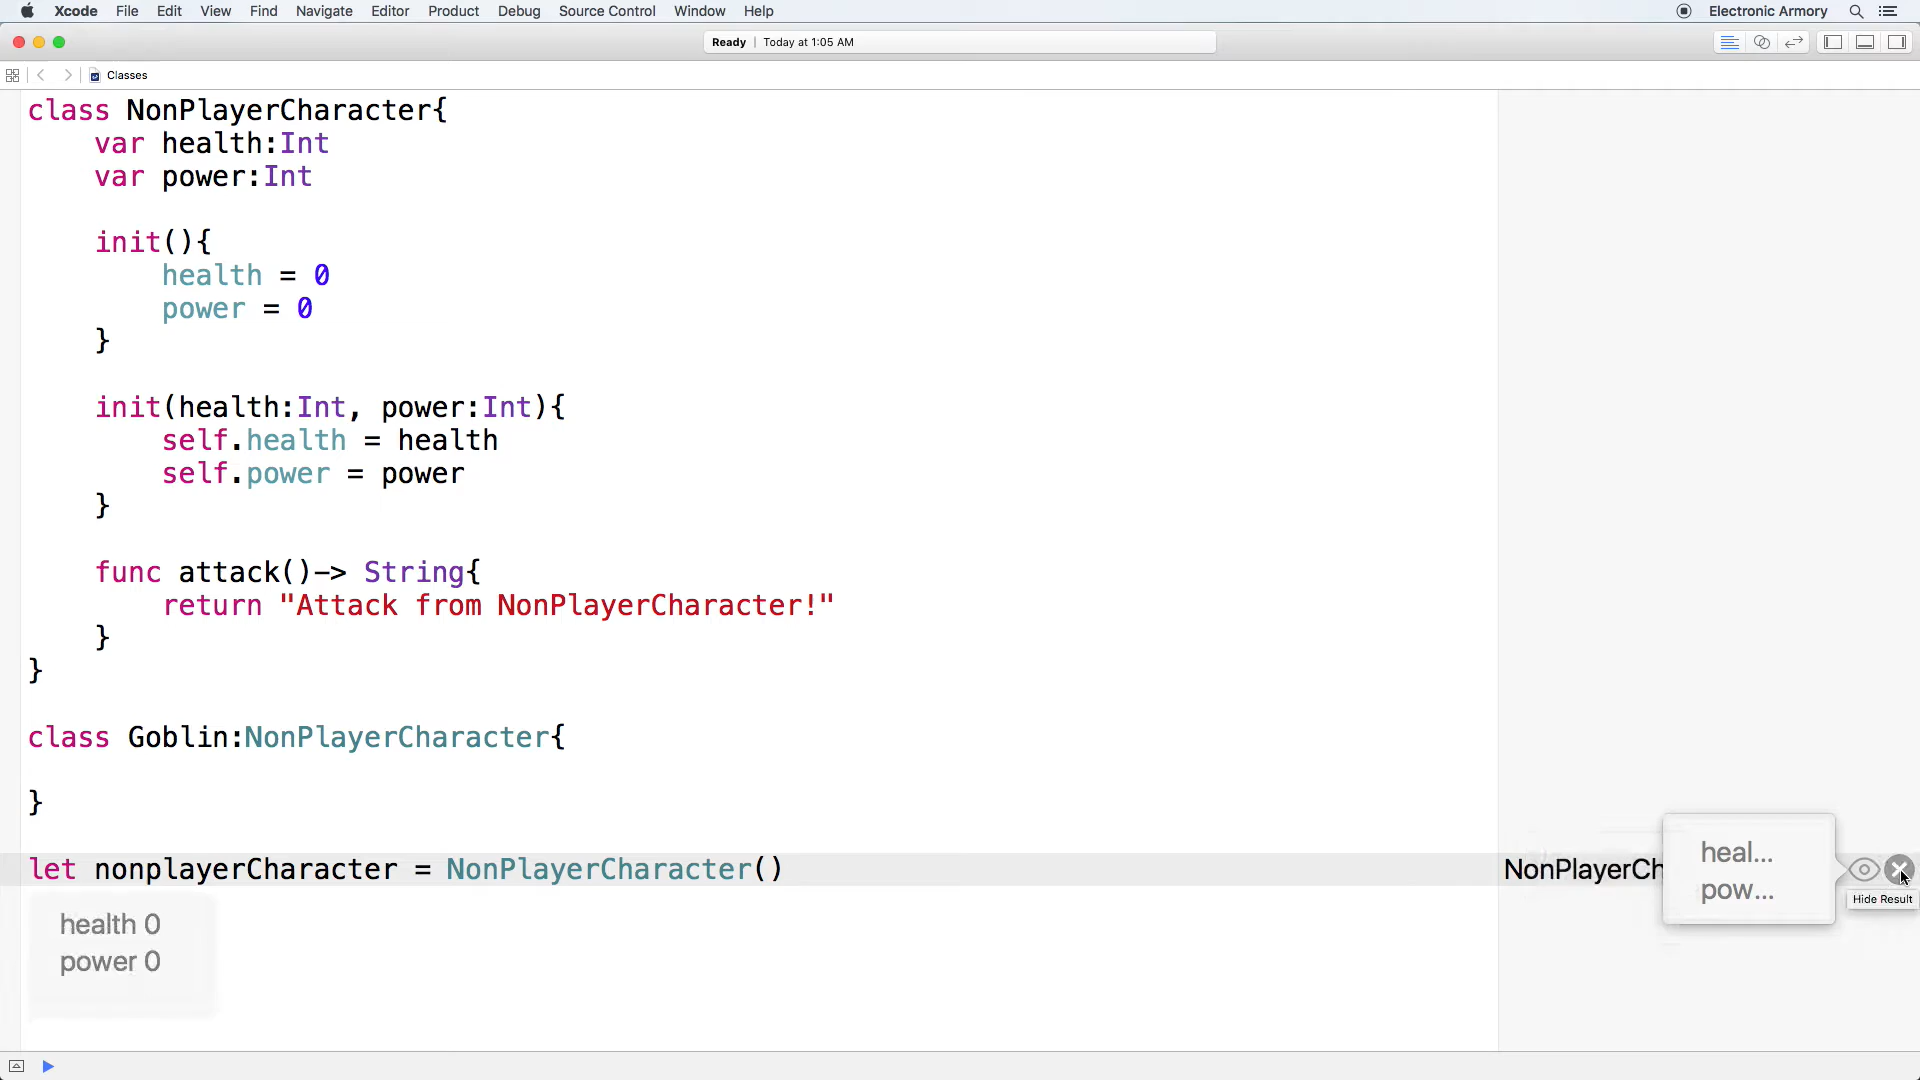 Xcode File Edit View Find Navigate Editor Product Debug Source Control Window Help Electronic Armory
Ready | Today at 1:05 AM
Classes
class NonPlayerCharacter{
var health:Int
var power:Int
init(){
health = 0
power = 0
}
init(health:Int, power:Int){
self.health = health
self.power = power
}
func attack()-> String{
return "Attack from NonPlayerCharacter!"
}
}
class Goblin:NonPlayerCharacter{
}
let nonplayerCharacter = NonPlayerCharacter()
NonPlayerCh
heal...
pow...
Hide Result
health 0
power 0